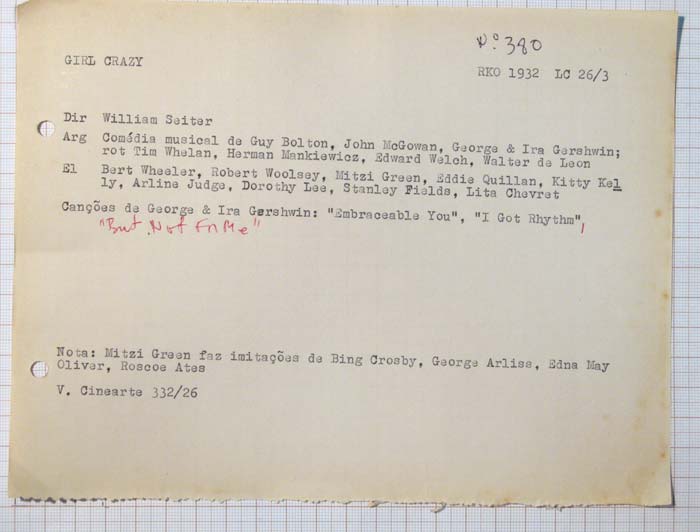 Nº 380
GIRL CRAZY
RKO 1932 LC 26/3
Dir William Seiter
Arg Comédia musical de Guy Bolton, John McGowan, George & Ira Gershwin;
rot Tim Whelan, Herman Mankiewicz, Edward Welch, Walter de Leon
El Bert Wheeler, Robert Woolsey, Mitzi Green, Eddie Quillan, Kitty Kel
ly, Arline Judge, Dorothy Lee, Stanley Fields, Lita Chevret
Canções de George & Ira Gershwin: "Embraceable You", "I Got Rhythm",
"But Not For Me"
Nota: Mitzi Green faz imitações de Bing Crosby, George Arliss, Edna May
Oliver, Roscoe Ates
V. Cinearte 332/26